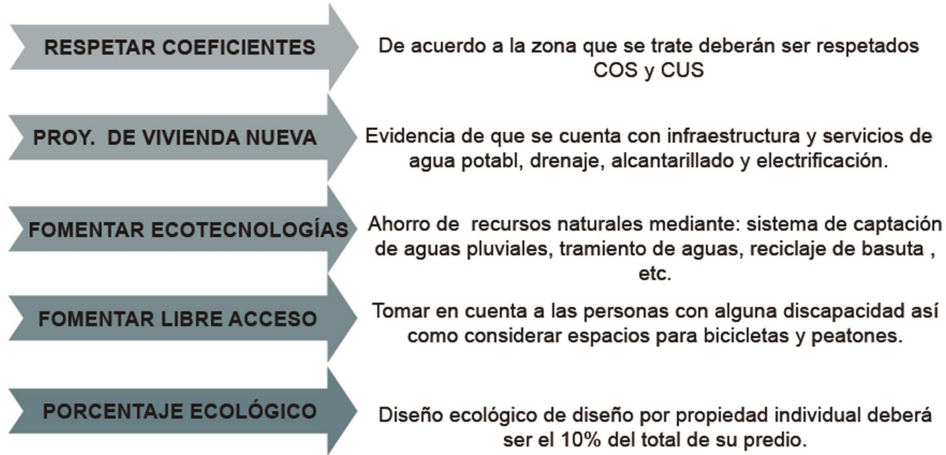 RESPETAR COEFICIENTES
De acuerdo a la zona que se trate deberán ser respetados
COS y CUS
PROY. DE VIVIENDA NUEVA
Evidencia de que se cuenta con infraestructura y servicios de
agua potabl, drenaje, alcantarillado y electrificación.
FOMENTAR ECOTECNOLOGÍAS
Ahorro de recursos naturales mediante: sistema de captación
de aguas pluviales, tramiento de aguas, reciclaje de basuta ,
etc.
FOMENTAR LIBRE ACCESO
Tomar en cuenta a las personas con alguna discapacidad así
como considerar espacios para bicicletas y peatones.
PORCENTAJE ECOLÓGICO
Diseño ecológico de diseño por propiedad individual deberá
ser el 10% del total de su predio.